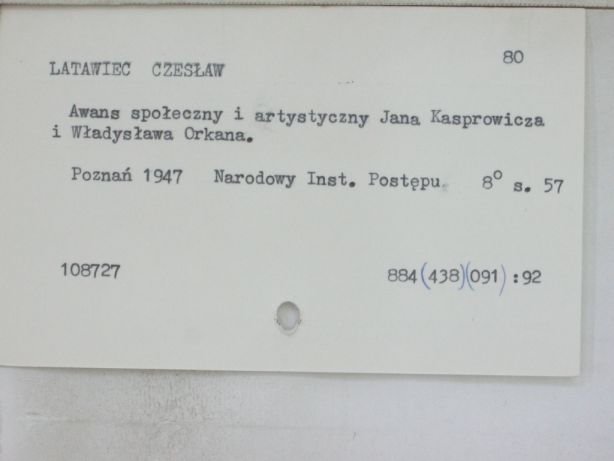 80
LATAWIEC CZESŁAW
Awans społeczny i artystyczny Jana Kasprowicza
i Władysława Orkana.
Poznań 1947 Narodowy Inst. Postępu. 8° s. 57
108727 884(438)(091):92